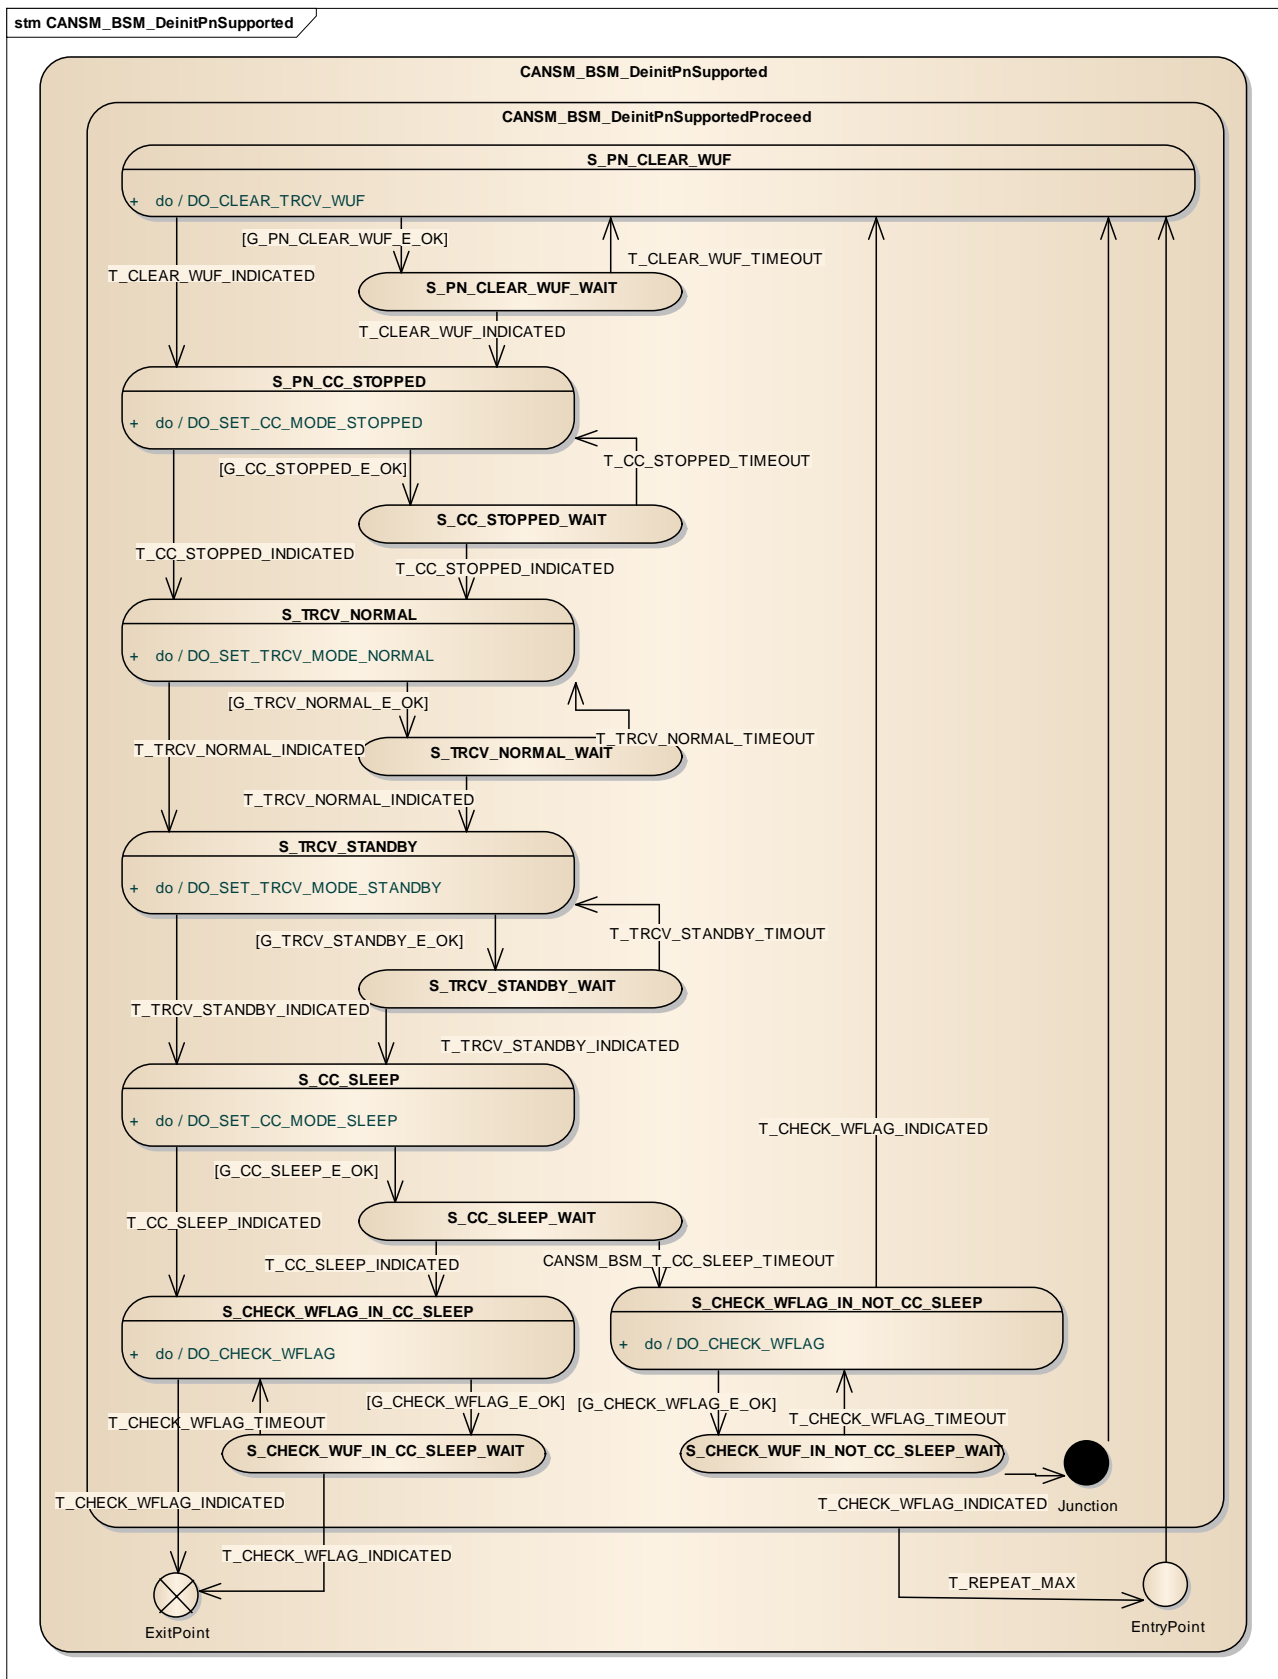 stm CANSM_BSM_DeinitPnSupported
CANSM_BSM_DeinitPnSupported
CANSM_BSM_DeinitPnSupportedProceed
S_PN_CLEAR_WUF
+ do / DO_CLEAR_TRCV_WUF
[G_PN_CLEAR_WUF_E_OK]
T_CLEAR_WUF_TIMEOUT
T_CLEAR_WUF_INDICATED
S_PN_CLEAR_WUF_WAIT
T_CLEAR_WUF_INDICATED
S_PN_CC_STOPPED
+ do / DO_SET_CC_MODE_STOPPED
[G_CC_STOPPED_E_OK]
T_CC_STOPPED_TIMEOUT
S_CC_STOPPED_WAIT
T_CC_STOPPED_INDICATED
T_CC_STOPPED_INDICATED
S_TRCV_NORMAL
+ do / DO_SET_TRCV_MODE_NORMAL
[G_TRCV_NORMAL_E_OK]
T_TRCV_NORMAL_TIMEOUT
T_TRCV_NORMAL_INDICATED
S_TRCV_NORMAL_WAIT
T_TRCV_NORMAL_INDICATED
S_TRCV_STANDBY
+ do / DO_SET_TRCV_MODE_STANDBY
[G_TRCV_STANDBY_E_OK]
T_TRCV_STANDBY_TIMOUT
S_TRCV_STANDBY_WAIT
T_TRCV_STANDBY_INDICATED
T_TRCV_STANDBY_INDICATED
S_CC_SLEEP
+ do / DO_SET_CC_MODE_SLEEP
T_CHECK_WFLAG_INDICATED
[G_CC_SLEEP_E_OK]
S_CC_SLEEP_WAIT
T_CC_SLEEP_INDICATED
T_CC_SLEEP_INDICATED
CANSM_BSM_T_CC_SLEEP_TIMEOUT
S_CHECK_WFLAG_IN_CC_SLEEP
+ do / DO_CHECK_WFLAG
S_CHECK_WFLAG_IN_NOT_CC_SLEEP
+ do / DO_CHECK_WFLAG
[G_CHECK_WFLAG_E_OK]
[G_CHECK_WFLAG_E_OK]
T_CHECK_WFLAG_TIMEOUT
T_CHECK_WFLAG_TIMEOUT
S_CHECK_WUF_IN_CC_SLEEP_WAIT
S_CHECK_WUF_IN_NOT_CC_SLEEP_WAIT
T_CHECK_WFLAG_INDICATED
T_CHECK_WFLAG_INDICATED
Junction
T_CHECK_WFLAG_INDICATED
T_REPEAT_MAX
ExitPoint
EntryPoint